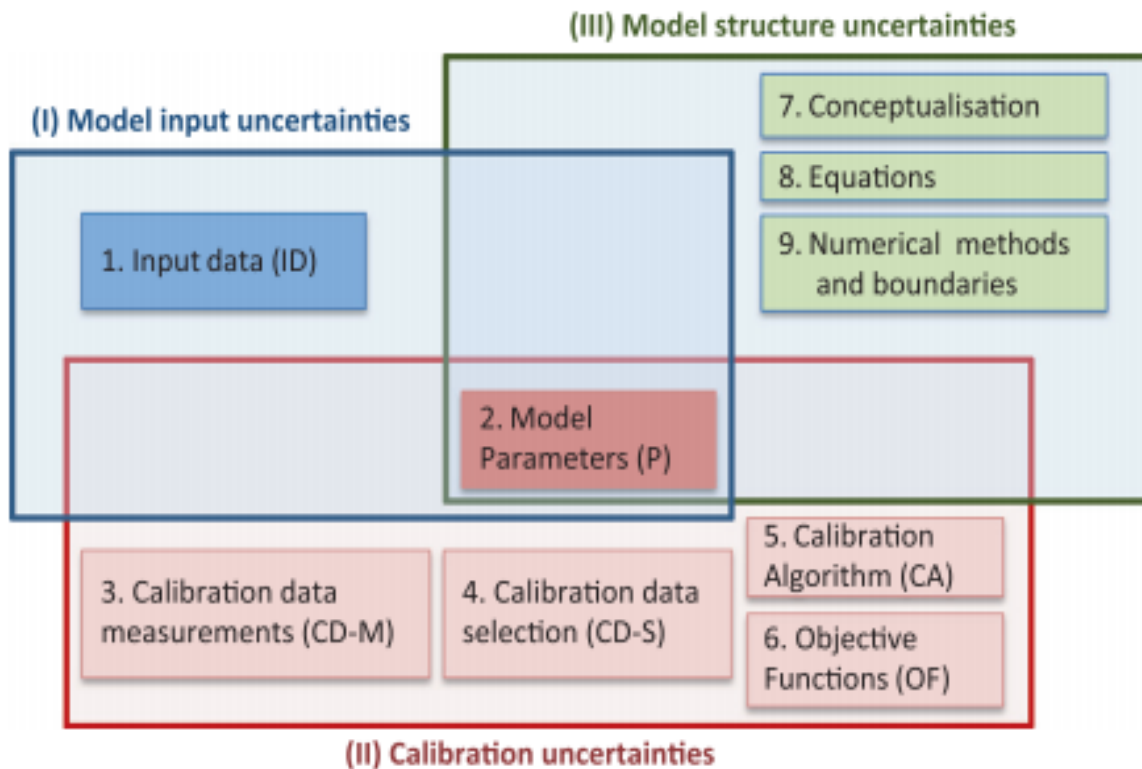 (III) Model structure uncertainties
(I) Model input uncertainties
7. Conceptualisation
8. Equations
1. Input data (ID)
9. Numerical methods
and boundaries
2. Model
Parameters (P)
3. Calibration data
measurements (CD-M)
4. Calibration data
selection (CD-S)
5. Calibration
Algorithm (CA)
6. Objective
Functions (OF)
(II) Calibration uncertainties